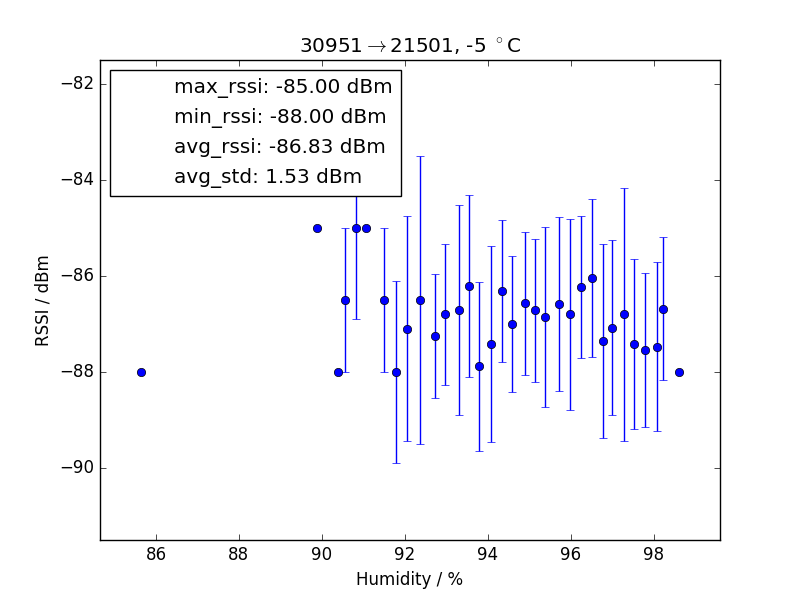 30951→21501, -5 °C
max_rssi: -85.00 dBm
min_rssi: -88.00 dBm
avg_rssi: -86.83 dBm
avg_std: 1.53 dBm
RSSI / dBm
−82
−84
−86
−88
−90
86 88 90 92 94 96 98
Humidity / %